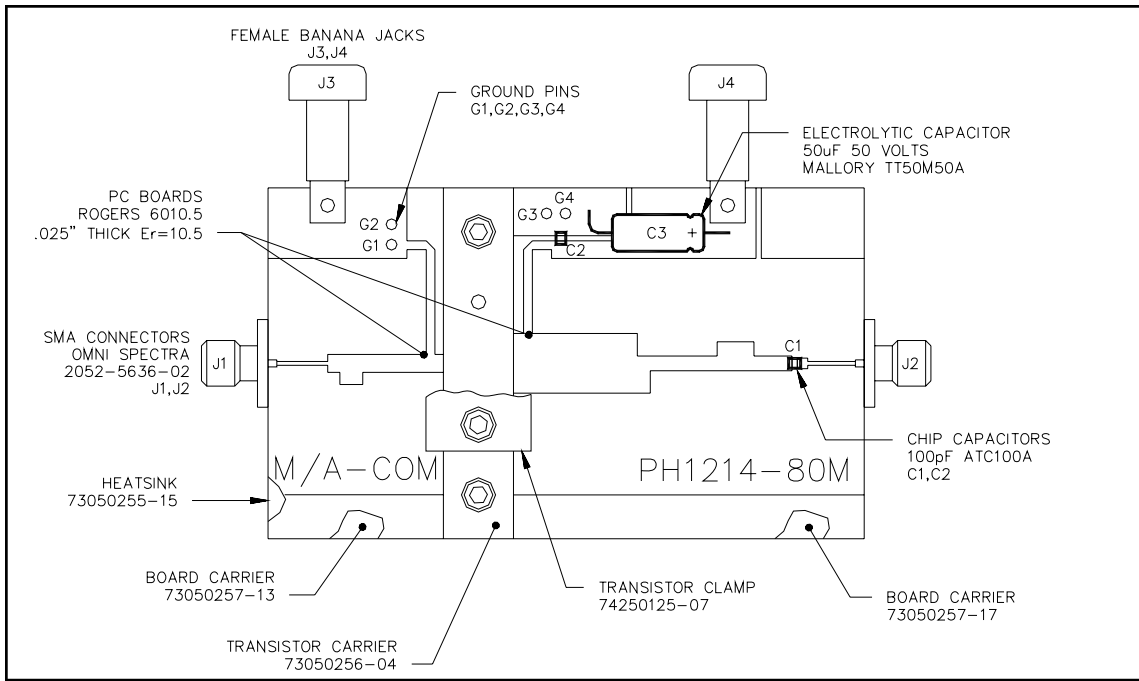 FEMALE BANANA JACKS
J3,J4
J3
J4
GROUND PINS
G1,G2,G3,G4
ELECTROLYTIC CAPACITOR
50uF 50 VOLTS
MALLORY TT50M50A
PC BOARDS
ROGERS 6010.5
.025" THICK Er=10.5
G2
G1
G4
G3
C2
C3
+
SMA CONNECTORS
OMNI SPECTRA
2052-5636-02
J1,J2
J1
C1
J2
CHIP CAPACITORS
100pF ATC100A
C1,C2
M/A-COM
PH1214-80M
HEATSINK
73050255-15
BOARD CARRIER
73050257-13
TRANSISTOR CLAMP
74250125-07
BOARD CARRIER
73050257-17
TRANSISTOR CARRIER
73050256-04